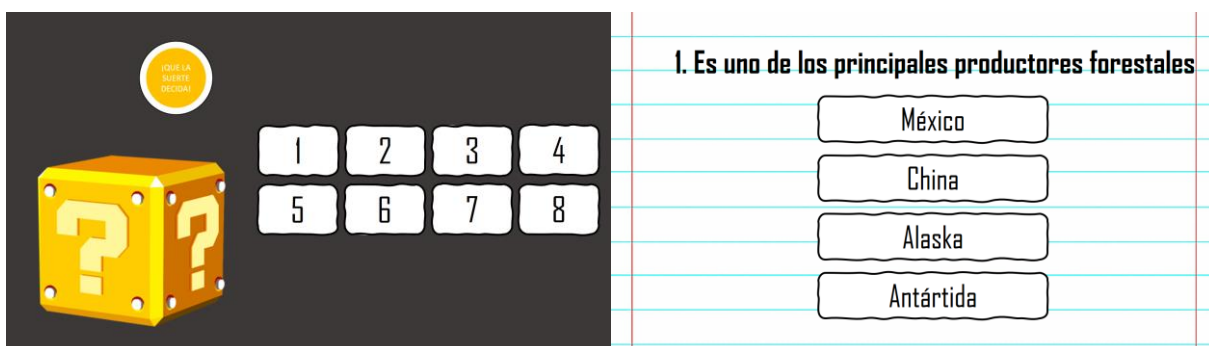 ¡QUE LA
SUERTE
DECIDA!
1 2 3 4
5 6 7 8
1. Es uno de los principales productores forestales
México
China
Alaska
Antártida